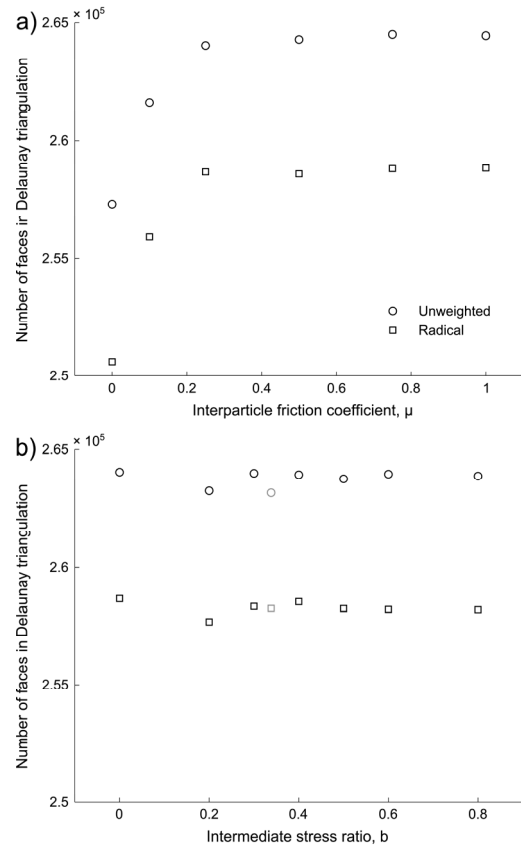 a)
2.65
× 10⁵
2.6
2.55
2.5
Number of faces in Delaunay triangulation
Unweighted
Radical
0
0.2
0.4
0.6
0.8
1
Interparticle friction coefficient, μ
b)
2.65
× 10⁵
2.6
2.55
2.5
Number of faces in Delaunay triangulation
0
0.2
0.4
0.6
0.8
Intermediate stress ratio, b